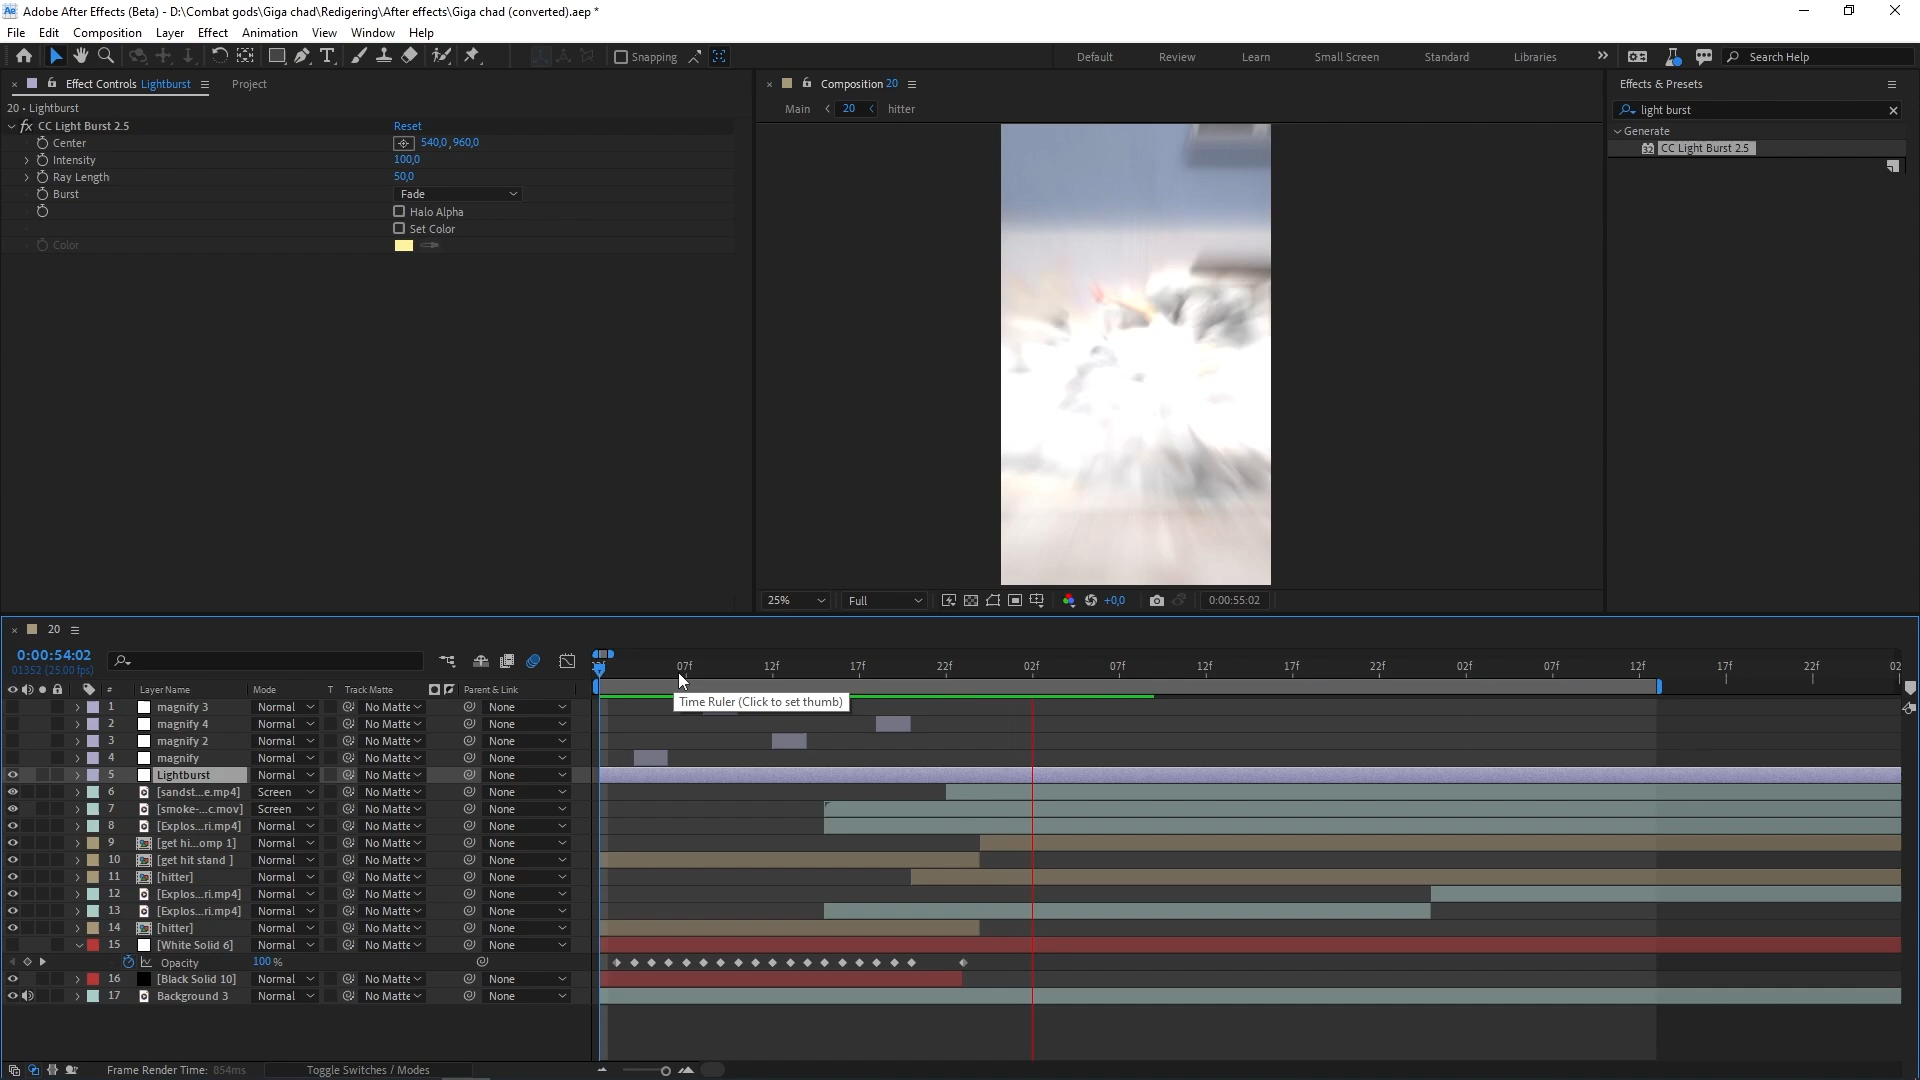 Ae Adobe After Effects (Beta) - D:\Combat gods\Giga chad\Redigering\After effects\Giga chad (converted).aep *
File Edit Composition Layer Effect Animation View Window Help
Snapping Default Review Learn Small Screen Standard Libraries Search Help
Effect Controls Lightburst Project
20 • Lightburst
fx CC Light Burst 2.5 Reset
Center 540,0, 960,0
Intensity 100,0
Ray Length 50,0
Burst Fade
Halo Alpha
Set Color
Color
Composition 20
Main 20 hitter
25% Full +0,0 0:00:55:02
Effects & Presets
light burst
Generate
32 CC Light Burst 2.5
20
0:00:54:02
01352 (25.00 fps)
07f 12f 17f 22f 02f 07f 12f 17f 22f 02f 07f 12f 17f 22f 02
# Layer Name Mode T Track Matte Parent & Link
Time Ruler (Click to set thumb)
1 magnify 3 Normal No Matte None
2 magnify 4 Normal No Matte None
3 magnify 2 Normal No Matte None
4 magnify Normal No Matte None
5 Lightburst Normal No Matte None
6 [sandst...e.mp4] Screen No Matte None
7 [smoke-...c.mov] Screen No Matte None
8 [Explos...ri.mp4] Normal No Matte None
9 [get hi...omp 1] Normal No Matte None
10 [get hit stand ] Normal No Matte None
11 [hitter] Normal No Matte None
12 [Explos...ri.mp4] Normal No Matte None
13 [Explos...ri.mp4] Normal No Matte None
14 [hitter] Normal No Matte None
15 [White Solid 6] Normal No Matte None
Opacity 100 %
16 [Black Solid 10] Normal No Matte None
17 Background 3 Normal No Matte None
Frame Render Time: 854ms Toggle Switches / Modes